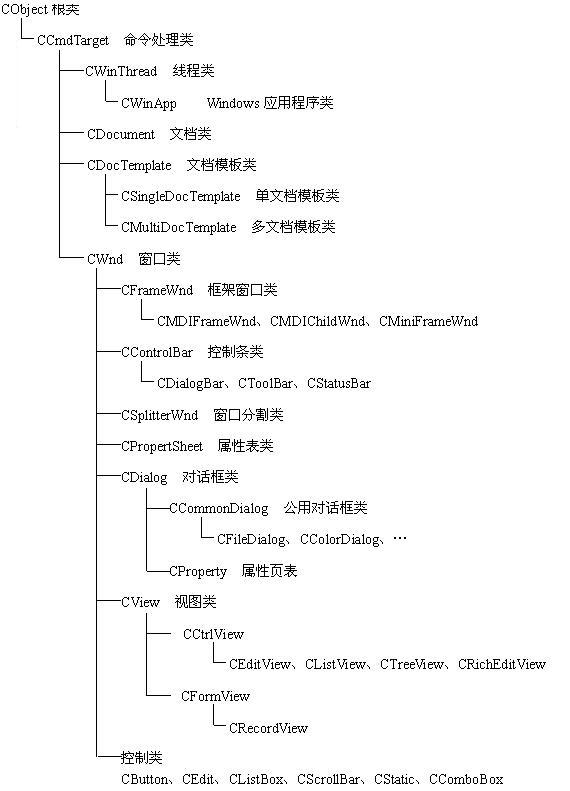 CObject 根类
CCmdTarget 命令处理类
CWinThread 线程类
CWinApp Windows 应用程序类
CDocument 文档类
CDocTemplate 文档模板类
CSingleDocTemplate 单文档模板类
CMultiDocTemplate 多文档模板类
CWnd 窗口类
CFrameWnd 框架窗口类
CMDIFrameWnd、CMDIChildWnd、CMiniFrameWnd
CControlBar 控制条类
CDialogBar、CToolBar、CStatusBar
CSplitterWnd 窗口分割类
CPropertSheet 属性表类
CDialog 对话框类
CCommonDialog 公用对话框类
CFileDialog、CColorDialog、…
CProperty 属性页表
CView 视图类
CCtrlView
CEditView、CListView、CTreeView、CRichEditView
CFormView
CRecordView
控制类
CButton、CEdit、CListBox、CScrollBar、CStatic、CComboBox